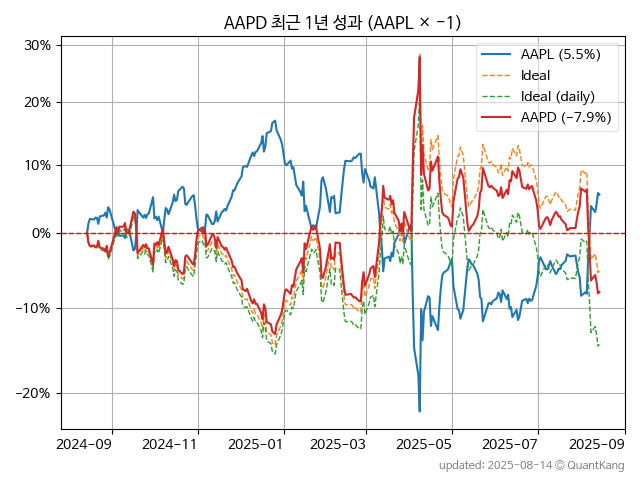 AAPD 최근 1년 성과 (AAPL × −1)
30%
20%
10%
0%
−10%
−20%
AAPL (5.5%)
Ideal
Ideal (daily)
AAPD (−7.9%)
2024-09 2024-11 2025-01 2025-03 2025-05 2025-07 2025-09
updated: 2025-08-14 © QuantKang